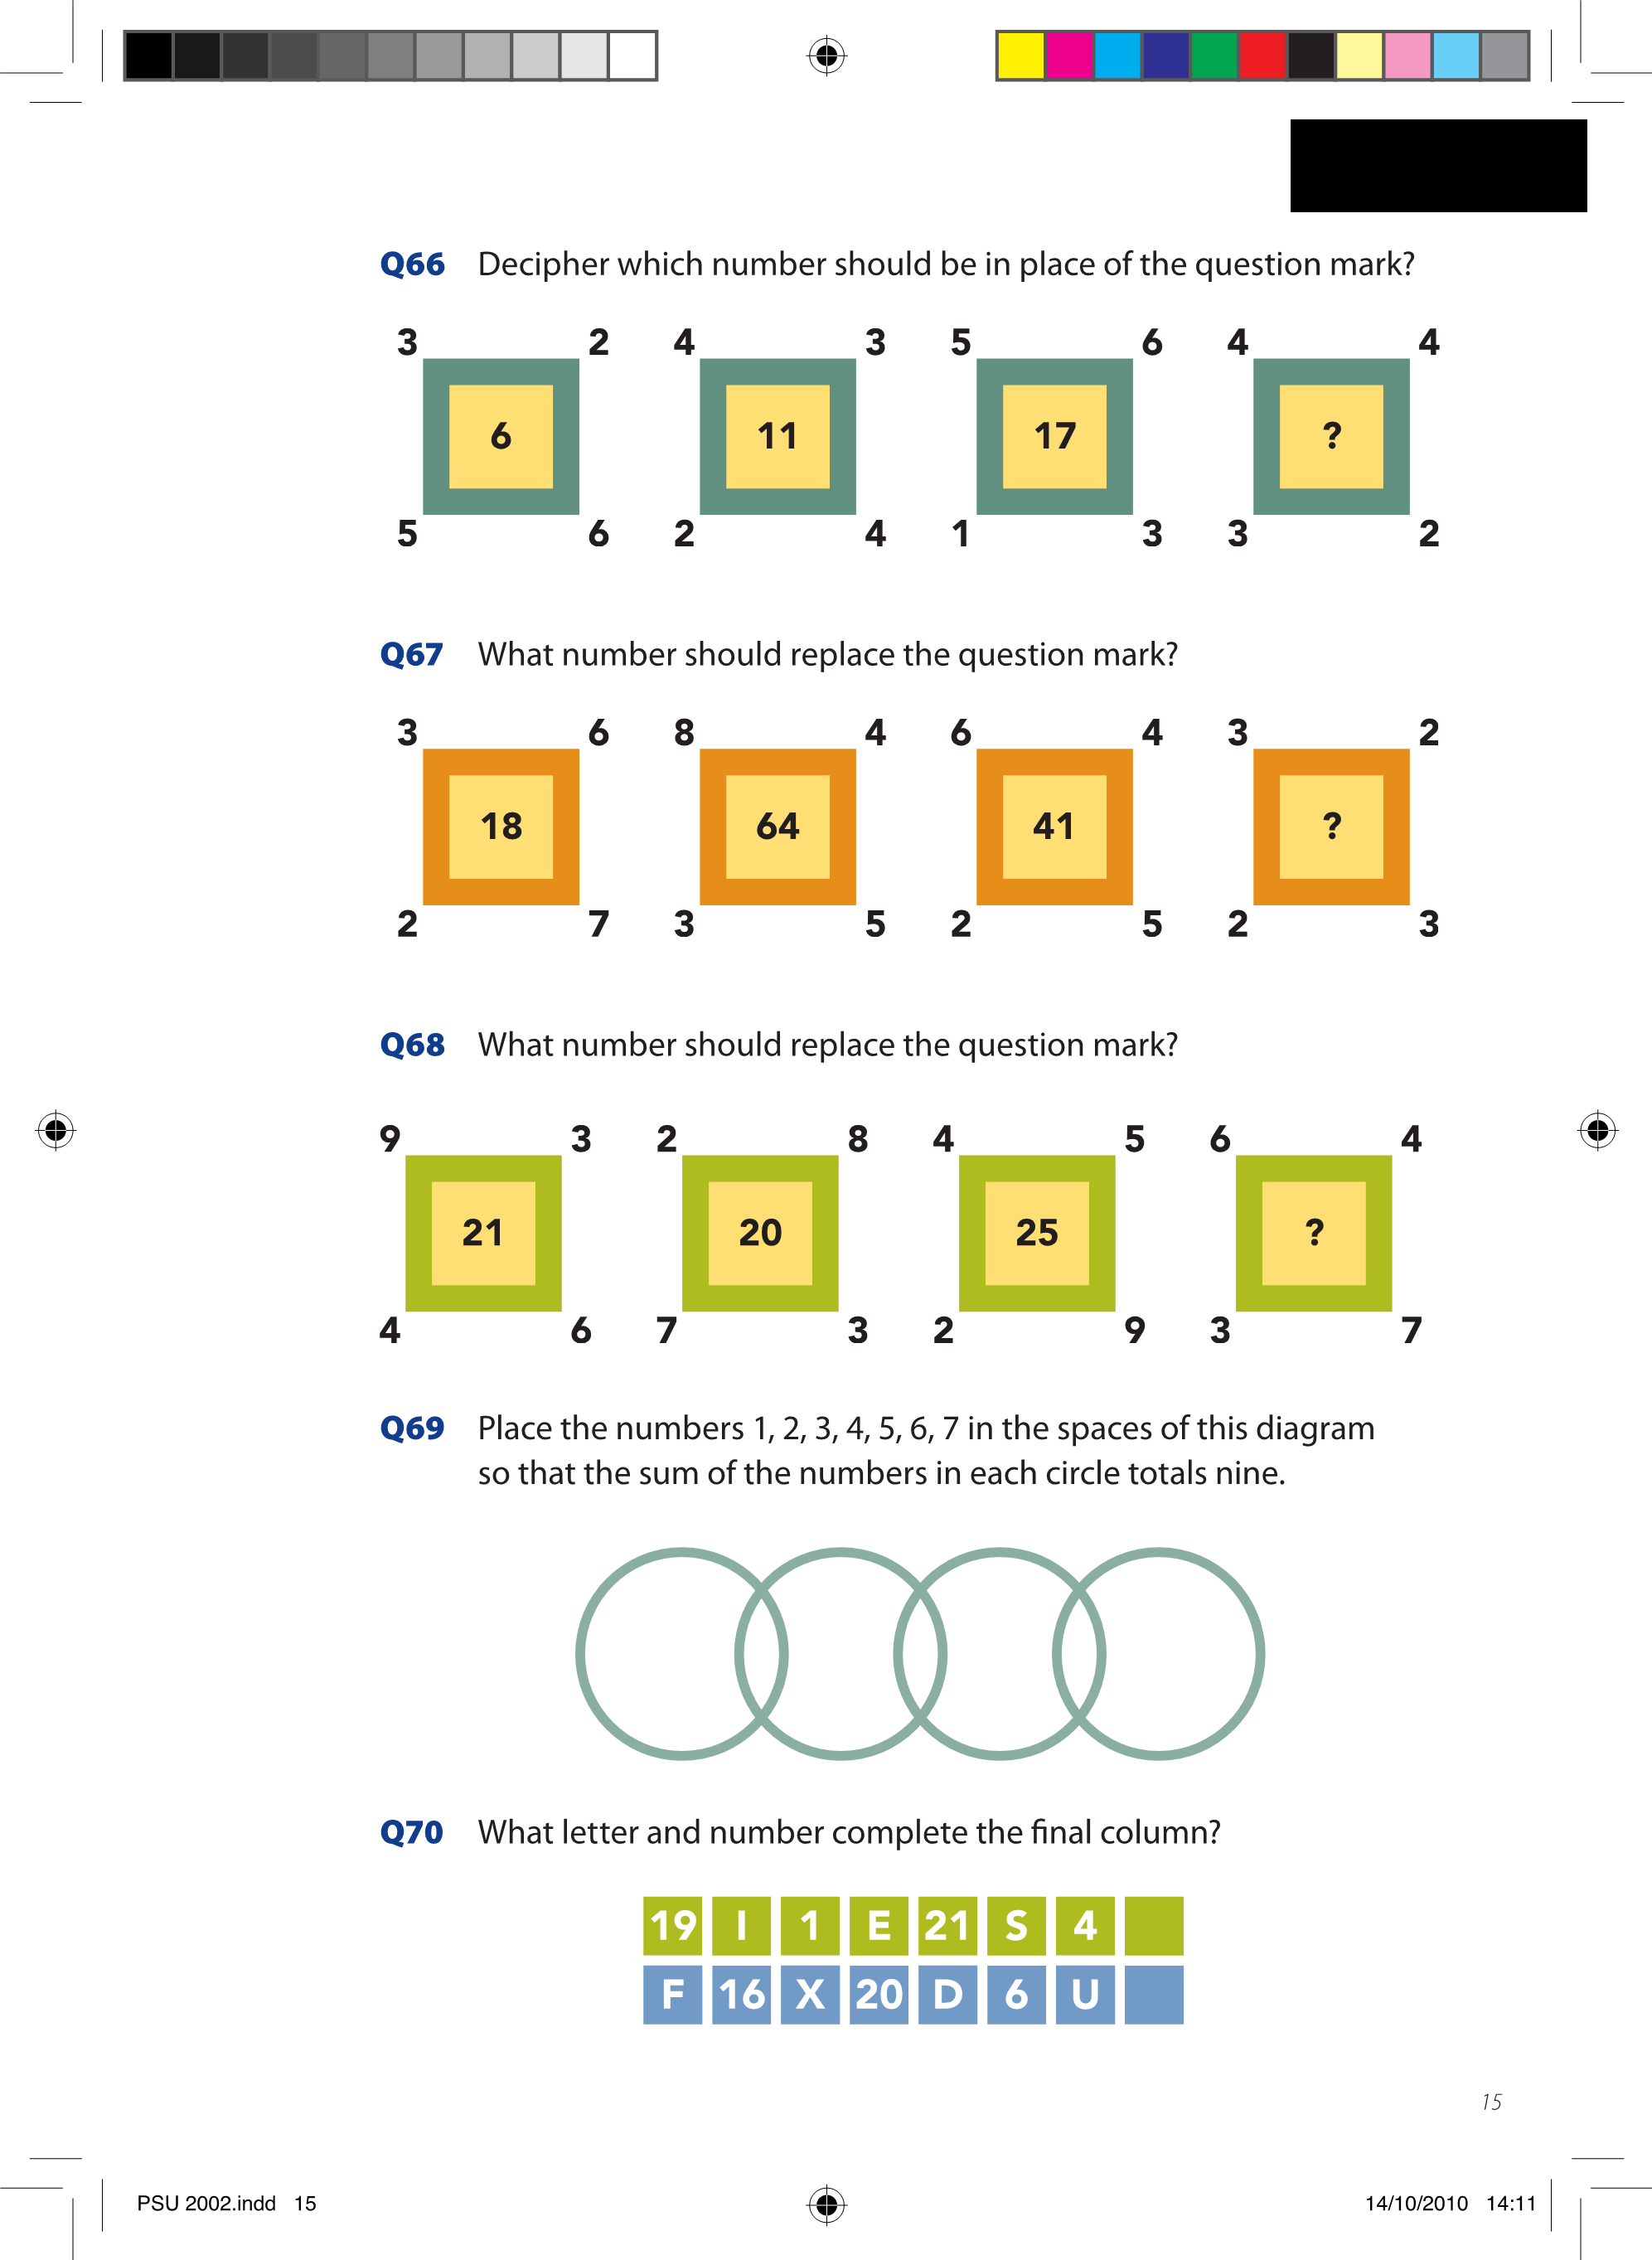 Q66 Decipher which number should be in place of the question mark?
3 2 4 3 5 6 4 4
6 11 17 ?
5 6 2 4 1 3 3 2
Q67 What number should replace the question mark?
3 6 8 4 6 4 3 2
18 64 41 ?
2 7 3 5 2 5 2 3
Q68 What number should replace the question mark?
9 3 2 8 4 5 6 4
21 20 25 ?
4 6 7 3 2 9 3 7
Q69 Place the numbers 1, 2, 3, 4, 5, 6, 7 in the spaces of this diagram
so that the sum of the numbers in each circle totals nine.
Q70 What letter and number complete the final column?
19 I 1 E 21 S 4
F 16 X 20 D 6 U
15
PSU 2002.indd 15 14/10/2010 14:11